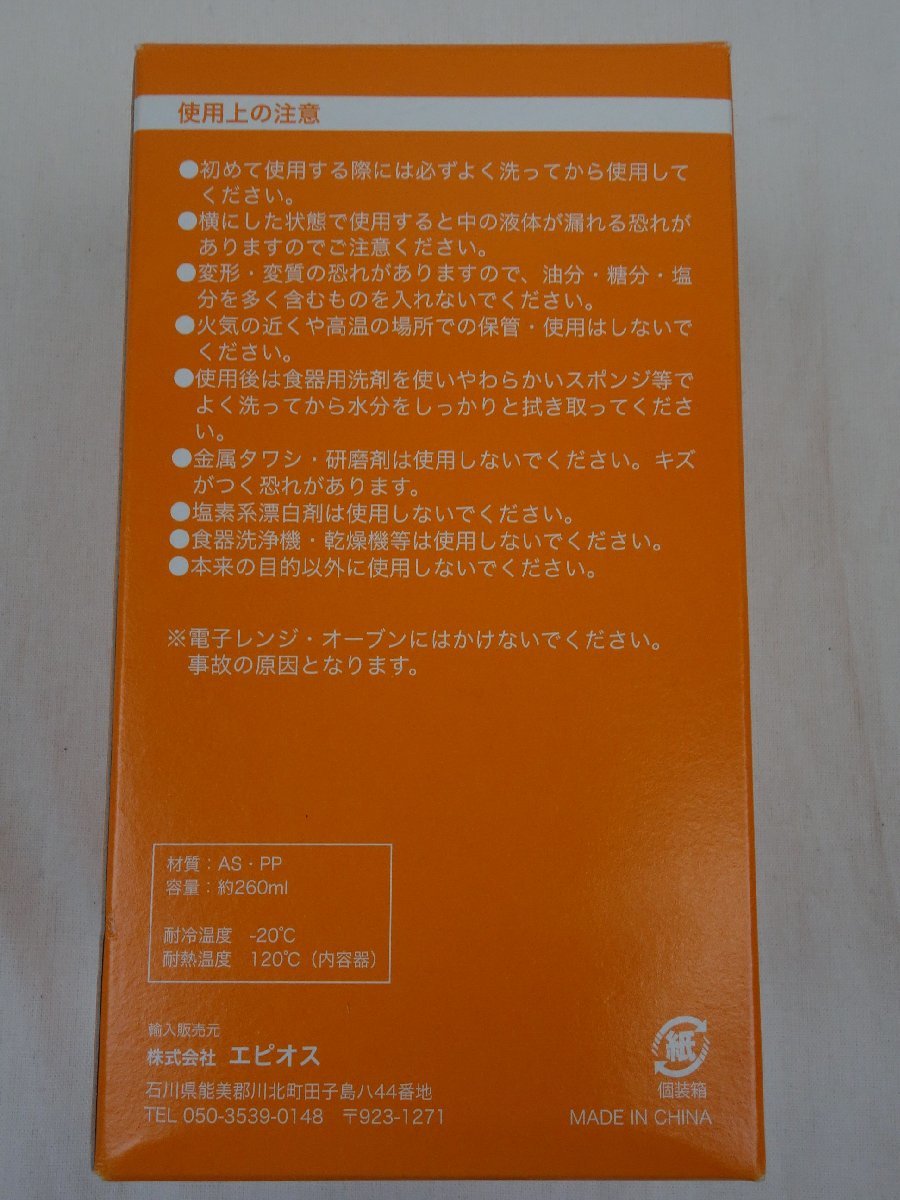 使用上の注意
●初めて使用する際には必ずよく洗ってから使用して
ください。
●横にした状態で使用すると中の液体が漏れる恐れが
ありますのでご注意ください。
●変形・変質の恐れがありますので、油分・糖分・塩
分を多く含むものを入れないでください。
●火気の近くや高温の場所での保管・使用はしないで
ください。
●使用後は食器用洗剤を使いやわらかいスポンジ等で
よく洗ってから水分をしっかりと拭き取ってくださ
い。
●金属タワシ・研磨剤は使用しないでください。キズ
がつく恐れがあります。
●塩素系漂白剤は使用しないでください。
●食器洗浄機・乾燥機等は使用しないでください。
●本来の目的以外に使用しないでください。
※電子レンジ・オーブンにはかけないでください。
事故の原因となります。
材質：AS・PP
容量：約260ml
耐冷温度 -20℃
耐熱温度 120℃（内容器）
輸入販売元
株式会社 エピオス
石川県能美郡川北町田子島ハ44番地
TEL 050-3539-0148 〒923-1271
紙
個装箱
MADE IN CHINA